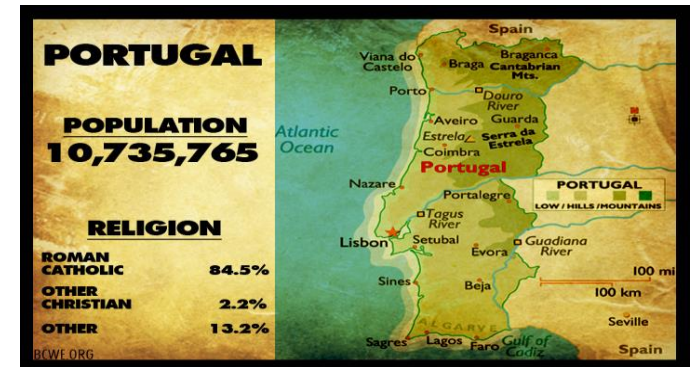 PORTUGAL
POPULATION
10,735,765
RELIGION
ROMAN
CATHOLIC 84.5%
OTHER
CHRISTIAN 2.2%
OTHER 13.2%
BCWE.ORG
Spain
Viana do
Castelo
Braganca
Braga
Cantabrian
Mts.
Porto
Douro
River
Aveiro
Guarda
Atlantic
Ocean
Estrela
Serra da
Estrela
Coimbra
Portugal
N
Nazare
Portalegre
PORTUGAL
LOW / HILLS / MOUNTAINS
Tagus
River
Lisbon
Setubal
Evora
Guadiana
River
Sines
Beja
100 mi
100 km
ALGARVE
Seville
Sagres
Lagos
Faro
Gulf of
Cadiz
Spain